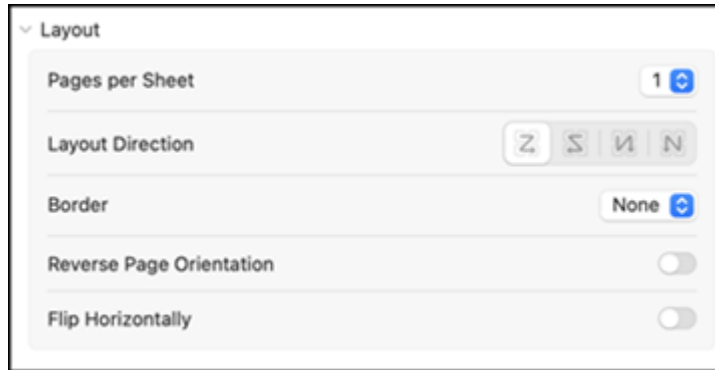 Layout
Pages per Sheet 1
Layout Direction
Border None
Reverse Page Orientation
Flip Horizontally